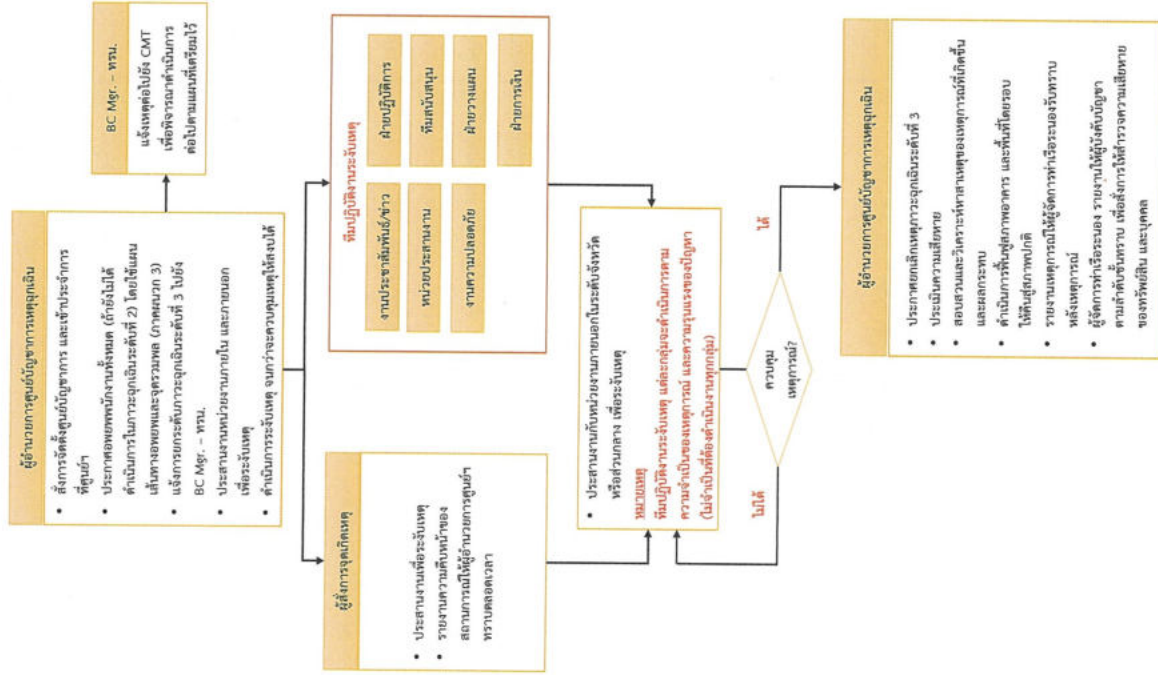 ผู้อำนวยการศูนย์บัญชาการเหตุฉุกเฉิน
• สั่งการจัดตั้งศูนย์บัญชาการ และเข้าประจำการ
ที่ศูนย์ฯ
• ประกาศอพยพพนักงานทั้งหมด (ถ้ายังไม่ได้
ดำเนินการในภาวะฉุกเฉินระดับที่ 2) โดยใช้แผน
เส้นทางอพยพและจุดรวมพล (ภาคผนวก 3)
• แจ้งการยกระดับภาวะฉุกเฉินระดับที่ 3 ไปยัง
BC Mgr. – ทรน.
• ประสานงานหน่วยงานภายใน และภายนอก
เพื่อระงับเหตุ
• ดำเนินการระงับเหตุ จนกว่าจะควบคุมเหตุให้สงบได้
BC Mgr. – ทรน.
แจ้งเหตุต่อไปยัง CMT
เพื่อพิจารณาดำเนินการ
ต่อไปตามแผนที่เตรียมไว้
ผู้สั่งการจุดเกิดเหตุ
• ประสานงานเพื่อระงับเหตุ
• รายงานความคืบหน้าของ
สถานการณ์ให้ผู้อำนวยการศูนย์ฯ
ทราบตลอดเวลา
ทีมปฏิบัติงานระงับเหตุ
งานประชาสัมพันธ์/ข่าว
ฝ่ายปฏิบัติการ
หน่วยประสานงาน
ทีมสนับสนุน
งานความปลอดภัย
ฝ่ายวางแผน
ฝ่ายการเงิน
• ประสานงานกับหน่วยงานภายนอกในระดับจังหวัด
หรือส่วนกลาง เพื่อระงับเหตุ
หมายเหตุ
ทีมปฏิบัติงานระงับเหตุ แต่ละกลุ่มจะดำเนินการตาม
ความจำเป็นของเหตุการณ์ และความรุนแรงของปัญหา
(ไม่จำเป็นที่ต้องดำเนินงานทุกกลุ่ม)
ควบคุม
เหตุการณ์?
ไม่ได้
ได้
ผู้อำนวยการศูนย์บัญชาการเหตุฉุกเฉิน
• ประกาศยกเลิกเหตุภาวะฉุกเฉินระดับที่ 3
• ประเมินความเสียหาย
• สอบสวนและวิเคราะห์หาสาเหตุของเหตุการณ์ที่เกิดขึ้น
และผลกระทบ
• ดำเนินการฟื้นฟูสภาพอาคาร และพื้นที่โดยรอบ
ให้คืนสู่สภาพปกติ
• รายงานเหตุการณ์ให้ผู้จัดการท่าเรือระนองรับทราบ
หลังเหตุการณ์
• ผู้จัดการท่าเรือระนอง รายงานให้ผู้บังคับบัญชา
ตามลำดับชั้นทราบ เพื่อสั่งการให้สำรวจความเสียหาย
ของทรัพย์สิน และบุคคล